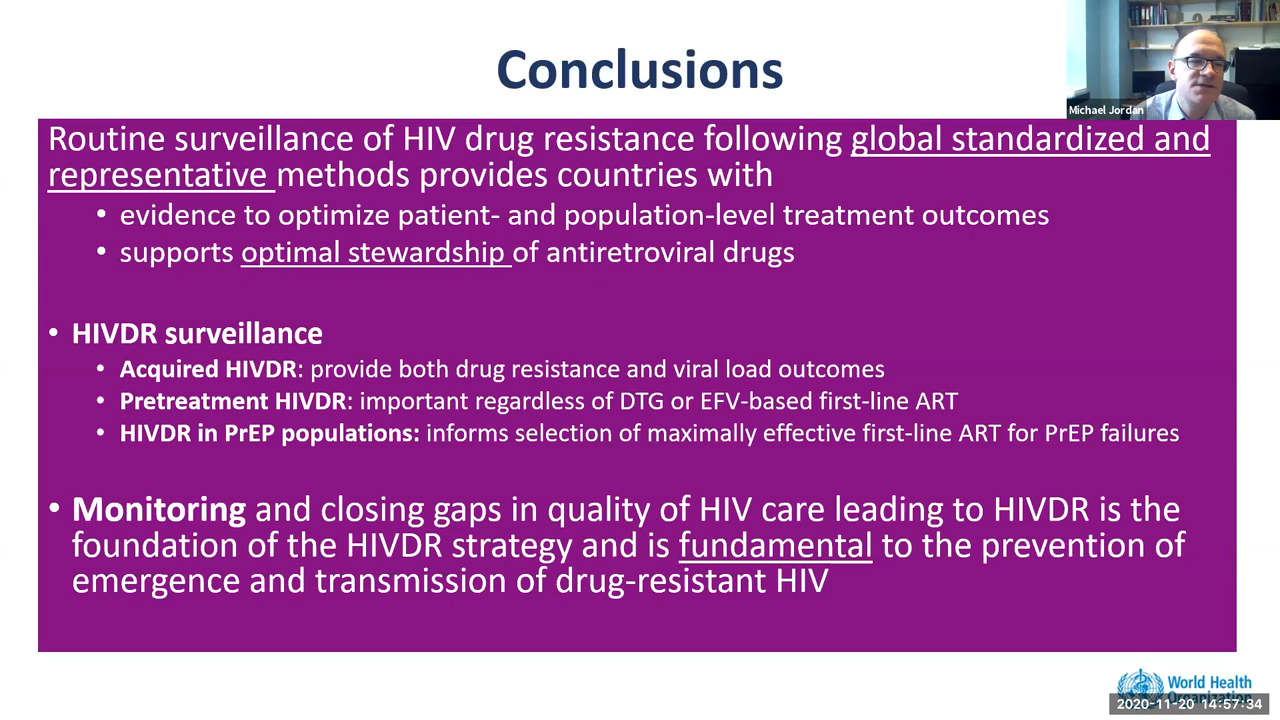 Conclusions
Michael Jordan
Routine surveillance of HIV drug resistance following global standardized and
representative methods provides countries with
• evidence to optimize patient- and population-level treatment outcomes
• supports optimal stewardship of antiretroviral drugs
• HIVDR surveillance
• Acquired HIVDR: provide both drug resistance and viral load outcomes
• Pretreatment HIVDR: important regardless of DTG or EFV-based first-line ART
• HIVDR in PrEP populations: informs selection of maximally effective first-line ART for PrEP failures
• Monitoring and closing gaps in quality of HIV care leading to HIVDR is the
foundation of the HIVDR strategy and is fundamental to the prevention of
emergence and transmission of drug-resistant HIV
World Health
Organization
2020-11-20 14:57:34